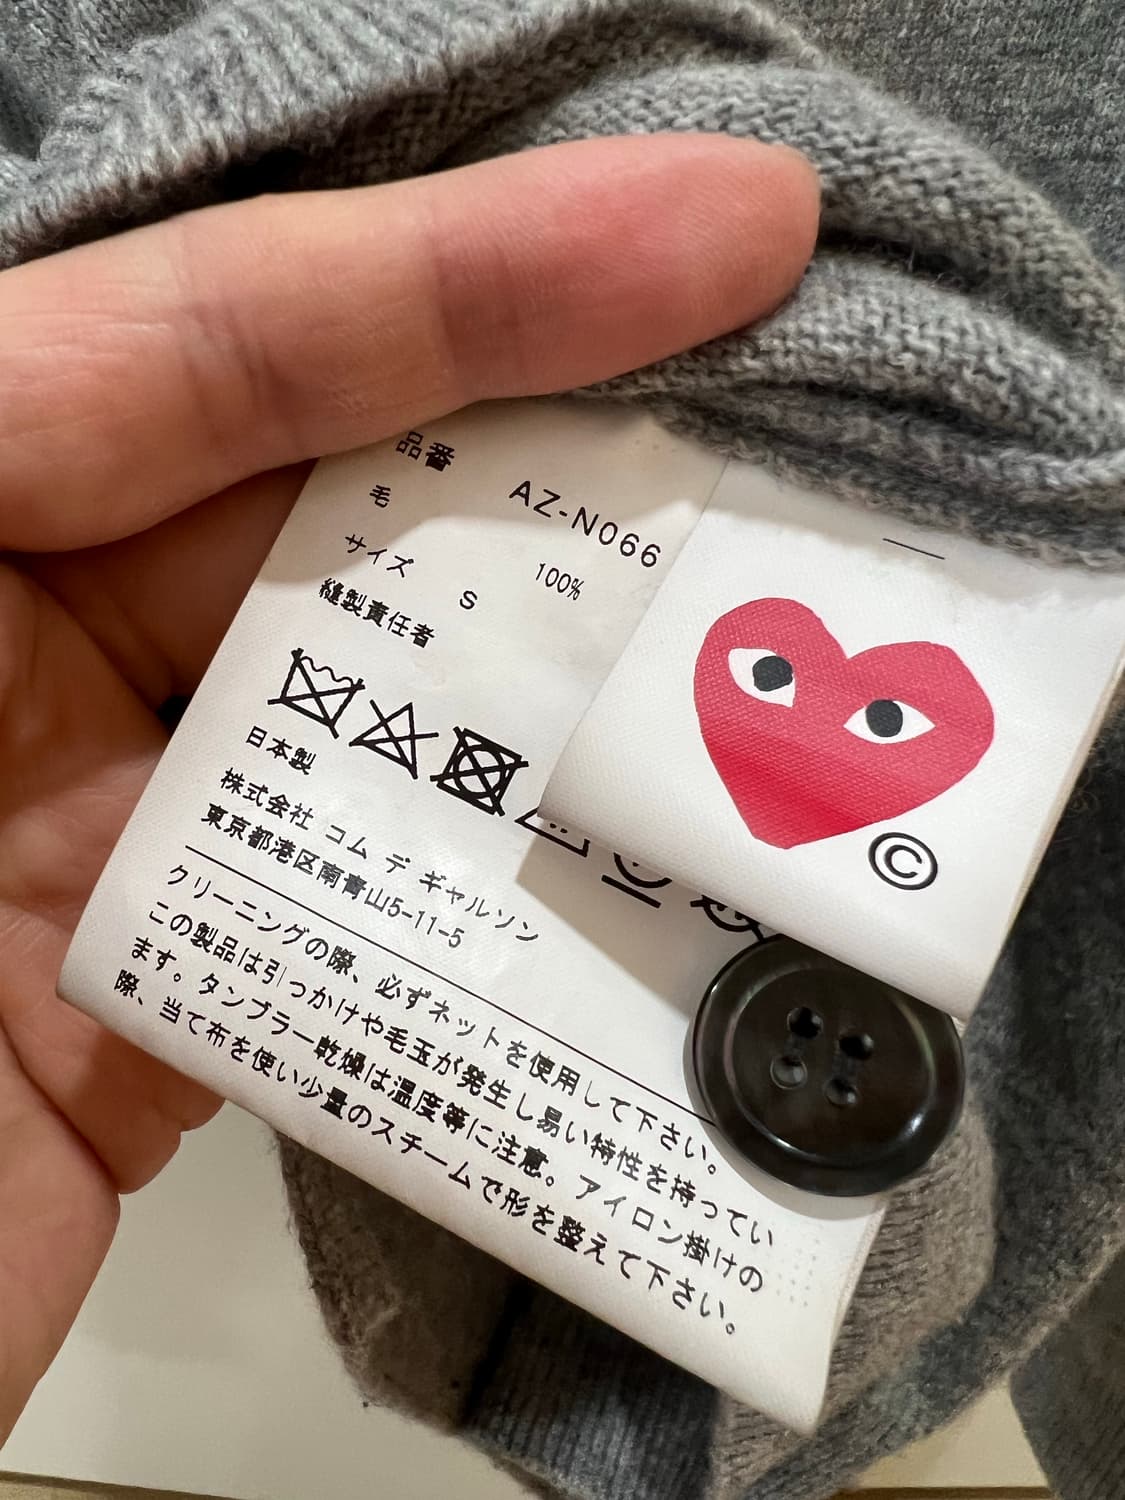 品番 AZ-N066
毛 100%
サイズ S
縫製責任者
日本製
株式会社 コム デ ギャルソン
東京都港区南青山5-11-5
クリーニングの際、必ずネットを使用して下さい。
この製品は引っかけや毛玉が発生し易い特性を持ってい
ます。タンブラー乾燥は温度等に注意。アイロン掛けの
際、当て布を使い少量のスチームで形を整えて下さい。
©